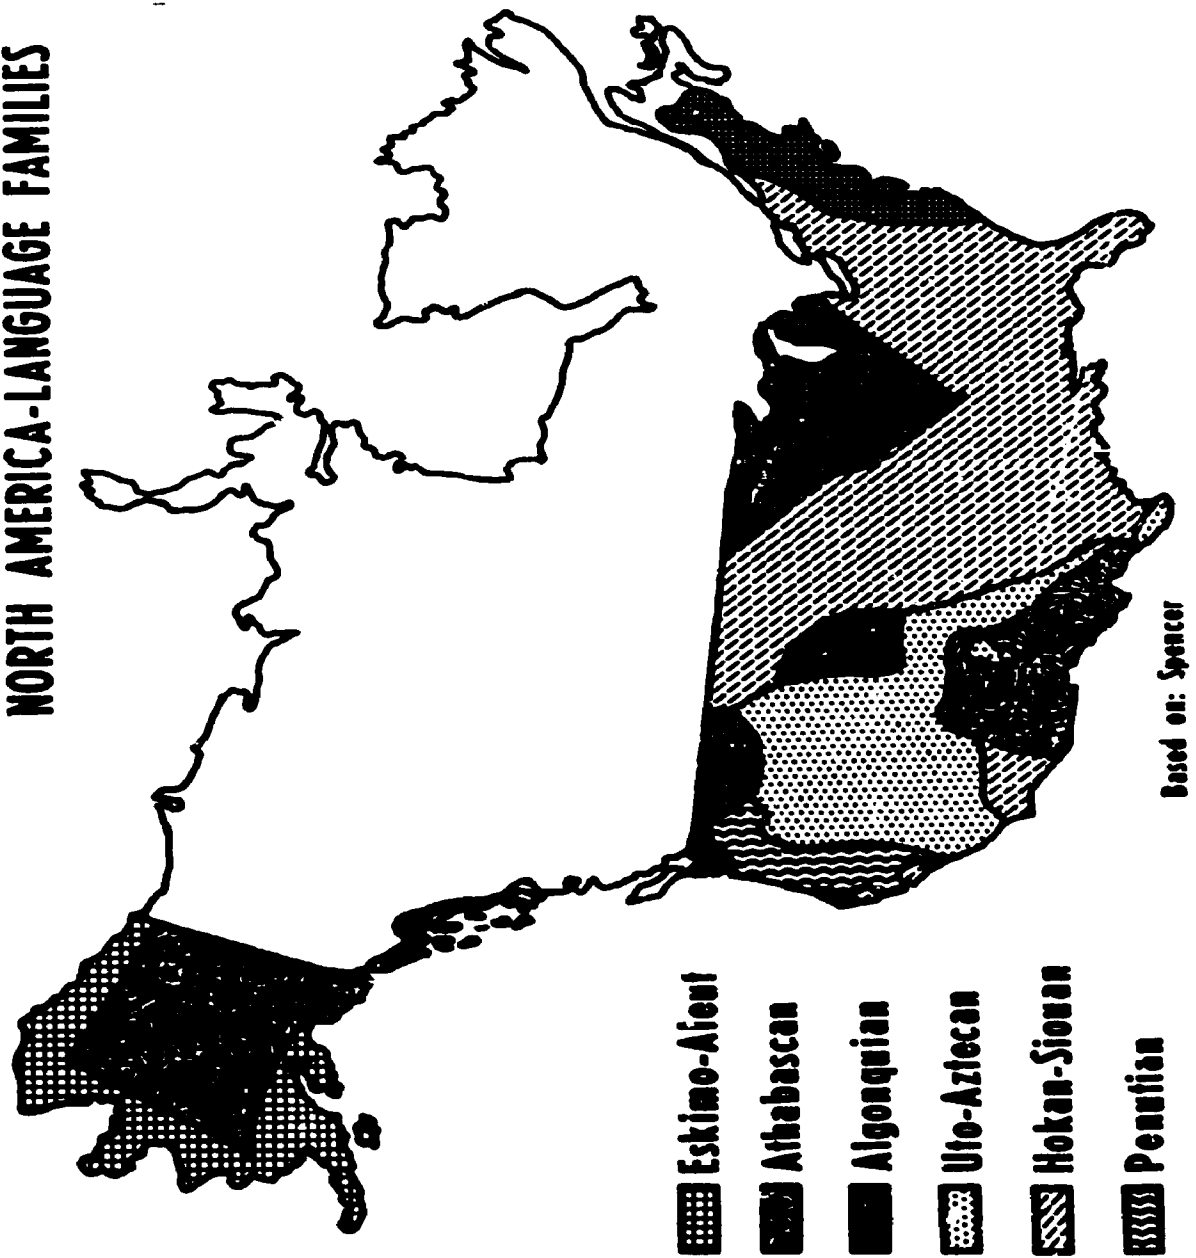 NORTH AMERICA-LANGUAGE FAMILIES
Eskimo-Aleut
Athabascan
Algonquian
Uto-Aztecan
Hokan-Siouan
Penutian
Based on: Spencer